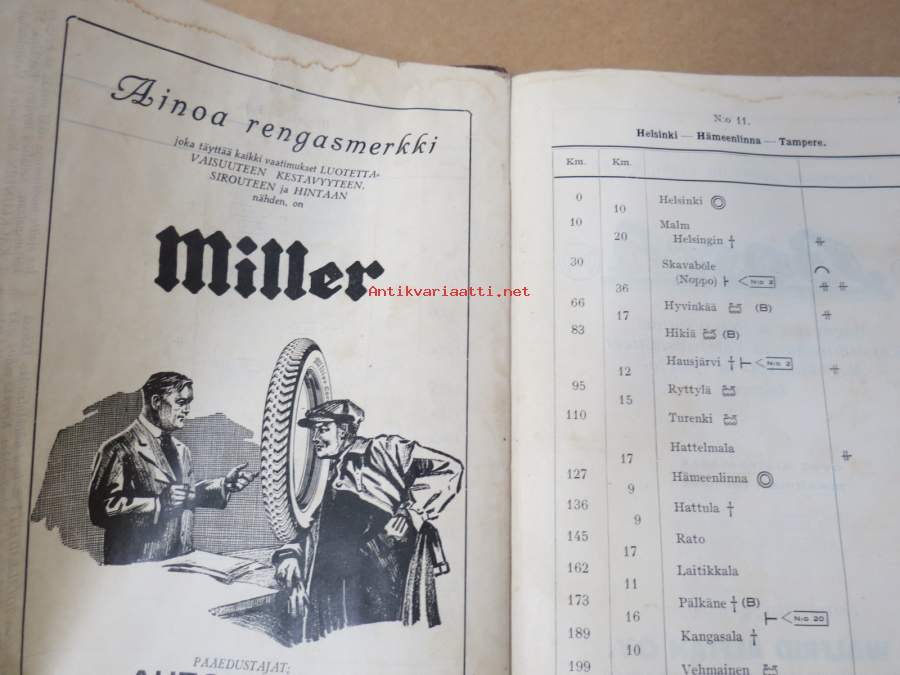 Ainoa rengasmerkki
joka täyttää kaikki vaatimukset LUOTETTA-
VAISUUTEEN KESTAVYYTEEN,
SIROUTEEN ja HINTAAN
nähden, on
Miller
Antikvariaatti.net
PÄÄEDUSTAJAT:
N:o 11.
Helsinki — Hämeenlinna — Tampere.
Km. Km.
0 Helsinki
10
10 Malm
20 Helsingin
30 Skavaböle
(Noppo) N:o 3
36
66 Hyvinkää (B)
17
83 Hikiä (B)
Hausjärvi N:o 2
12
95 Ryttylä
15
110 Turenki
Hattelmala
17
127 Hämeenlinna
9
136 Hattula
9
145 Rato
17
162 Laitikkala
11
173 Pälkäne (B)
16 N:o 20
189 Kangasala
10
199 Vehmainen